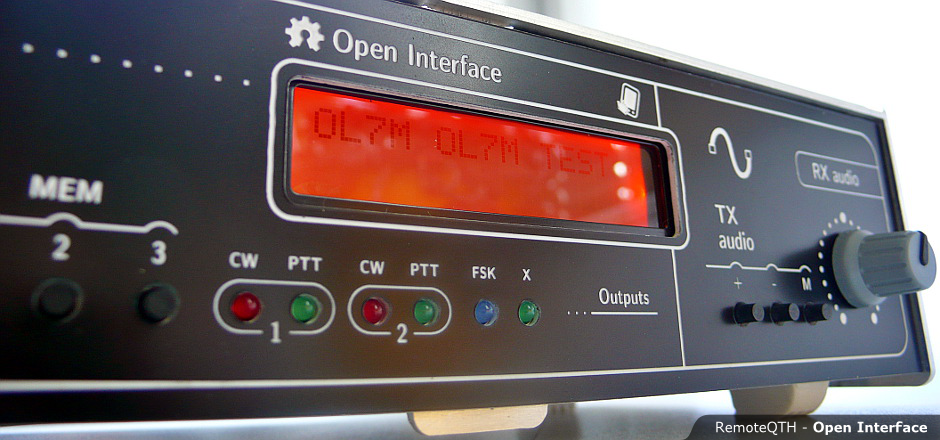 Open Interface
OL7M OL7M TEST
RX audio
MEM
2 3
TX
audio
CW PTT CW PTT FSK X
+ - M
Outputs
1 2
RemoteQTH - Open Interface